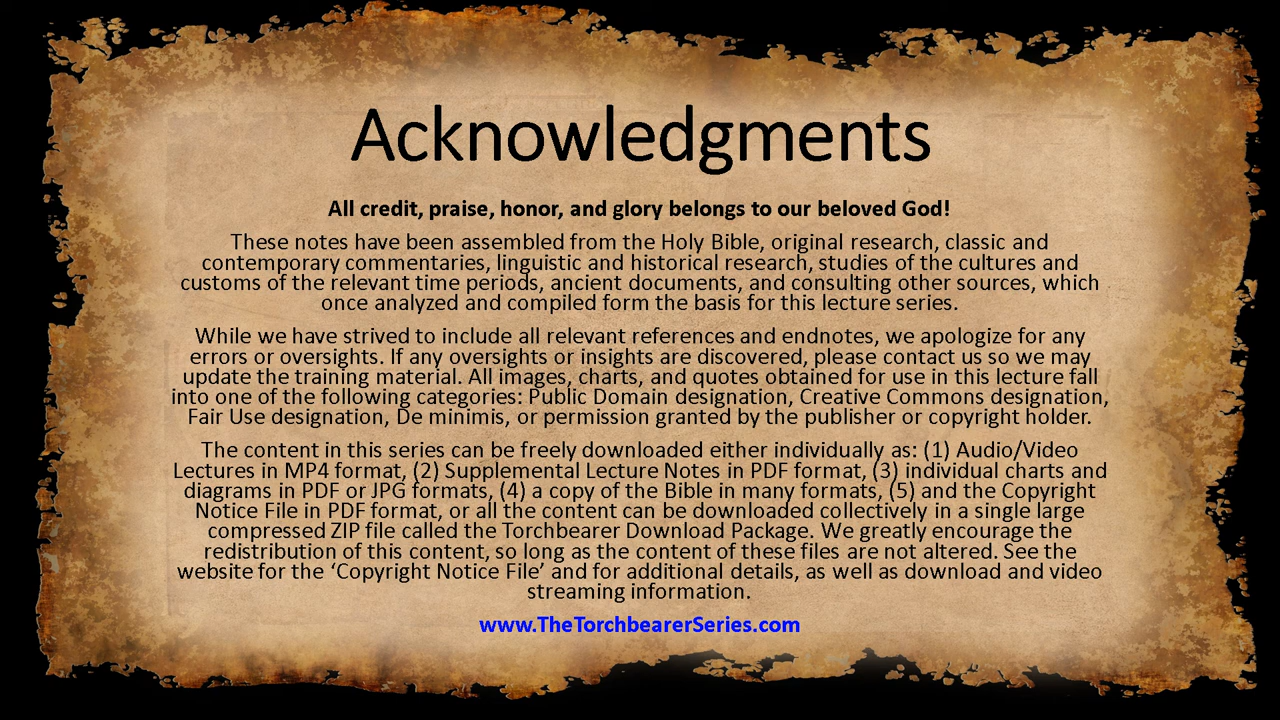 Acknowledgments
All credit, praise, honor, and glory belongs to our beloved God!
These notes have been assembled from the Holy Bible, original research, classic and
contemporary commentaries, linguistic and historical research, studies of the cultures and
customs of the relevant time periods, ancient documents, and consulting other sources, which
once analyzed and compiled form the basis for this lecture series.
While we have strived to include all relevant references and endnotes, we apologize for any
errors or oversights. If any oversights or insights are discovered, please contact us so we may
update the training material. All images, charts, and quotes obtained for use in this lecture fall
into one of the following categories: Public Domain designation, Creative Commons designation,
Fair Use designation, De minimis, or permission granted by the publisher or copyright holder.
The content in this series can be freely downloaded either individually as: (1) Audio/Video
Lectures in MP4 format, (2) Supplemental Lecture Notes in PDF format, (3) individual charts and
diagrams in PDF or JPG formats, (4) a copy of the Bible in many formats, (5) and the Copyright
Notice File in PDF format, or all the content can be downloaded collectively in a single large
compressed ZIP file called the Torchbearer Download Package. We greatly encourage the
redistribution of this content, so long as the content of these files are not altered. See the
website for the ‘Copyright Notice File’ and for additional details, as well as download and video
streaming information.
www.TheTorchbearerSeries.com